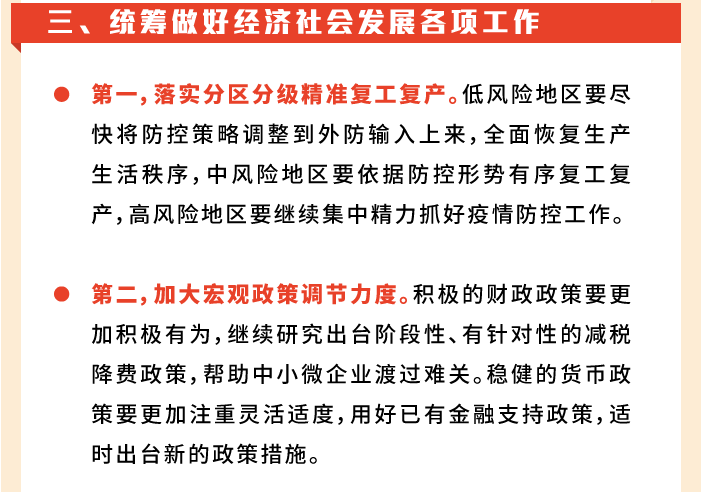 三、统筹做好经济社会发展各项工作
第一，落实分区分级精准复工复产。低风险地区要尽
快将防控策略调整到外防输入上来，全面恢复生产
生活秩序，中风险地区要依据防控形势有序复工复
产，高风险地区要继续集中精力抓好疫情防控工作。
第二，加大宏观政策调节力度。积极的财政政策要更
加积极有为，继续研究出台阶段性、有针对性的减税
降费政策，帮助中小微企业渡过难关。稳健的货币政
策要更加注重灵活适度，用好已有金融支持政策，适
时出台新的政策措施。